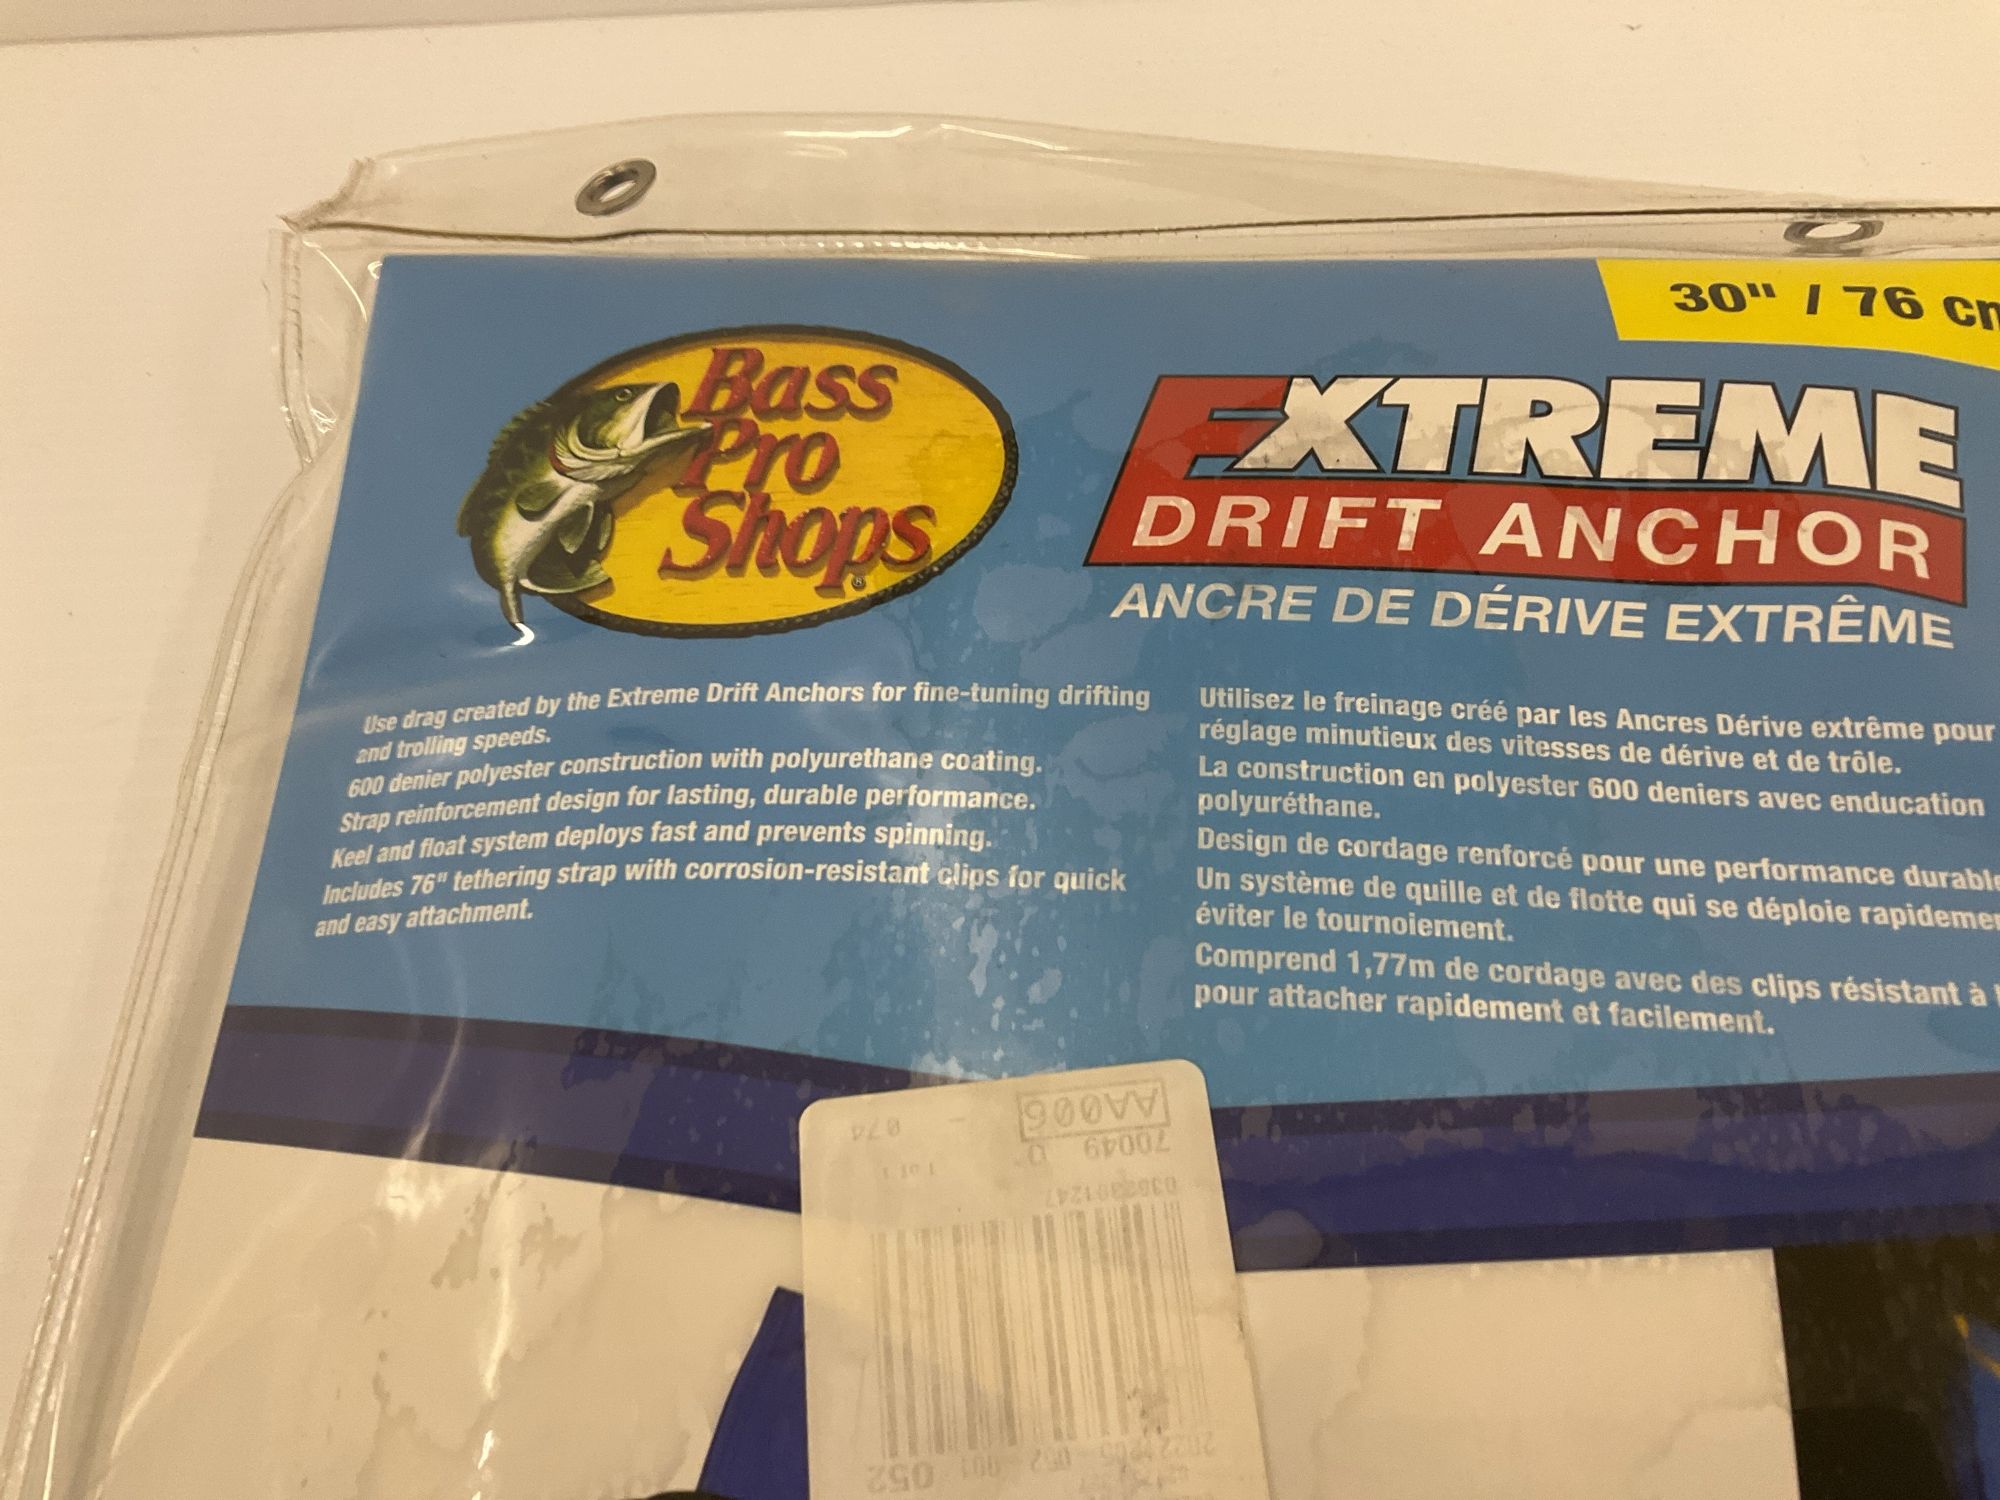 30" / 76 cm
Bass
Pro
Shops®
EXTREME
DRIFT ANCHOR
ANCRE DE DÉRIVE EXTRÊME
Use drag created by the Extreme Drift Anchors for fine-tuning drifting
and trolling speeds.
600 denier polyester construction with polyurethane coating.
Strap reinforcement design for lasting, durable performance.
Keel and float system deploys fast and prevents spinning.
Includes 76" tethering strap with corrosion-resistant clips for quick
and easy attachment.
Utilisez le freinage créé par les Ancres Dérive extrême pour
réglage minutieux des vitesses de dérive et de trôle.
La construction en polyester 600 deniers avec enducation
polyuréthane.
Design de cordage renforcé pour une performance durable
Un système de quille et de flotte qui se déploie rapidemen
éviter le tournoiement.
Comprend 1,77m de cordage avec des clips résistant à l
pour attacher rapidement et facilement.
052
1 of 1
70049 0
AA006 - 074